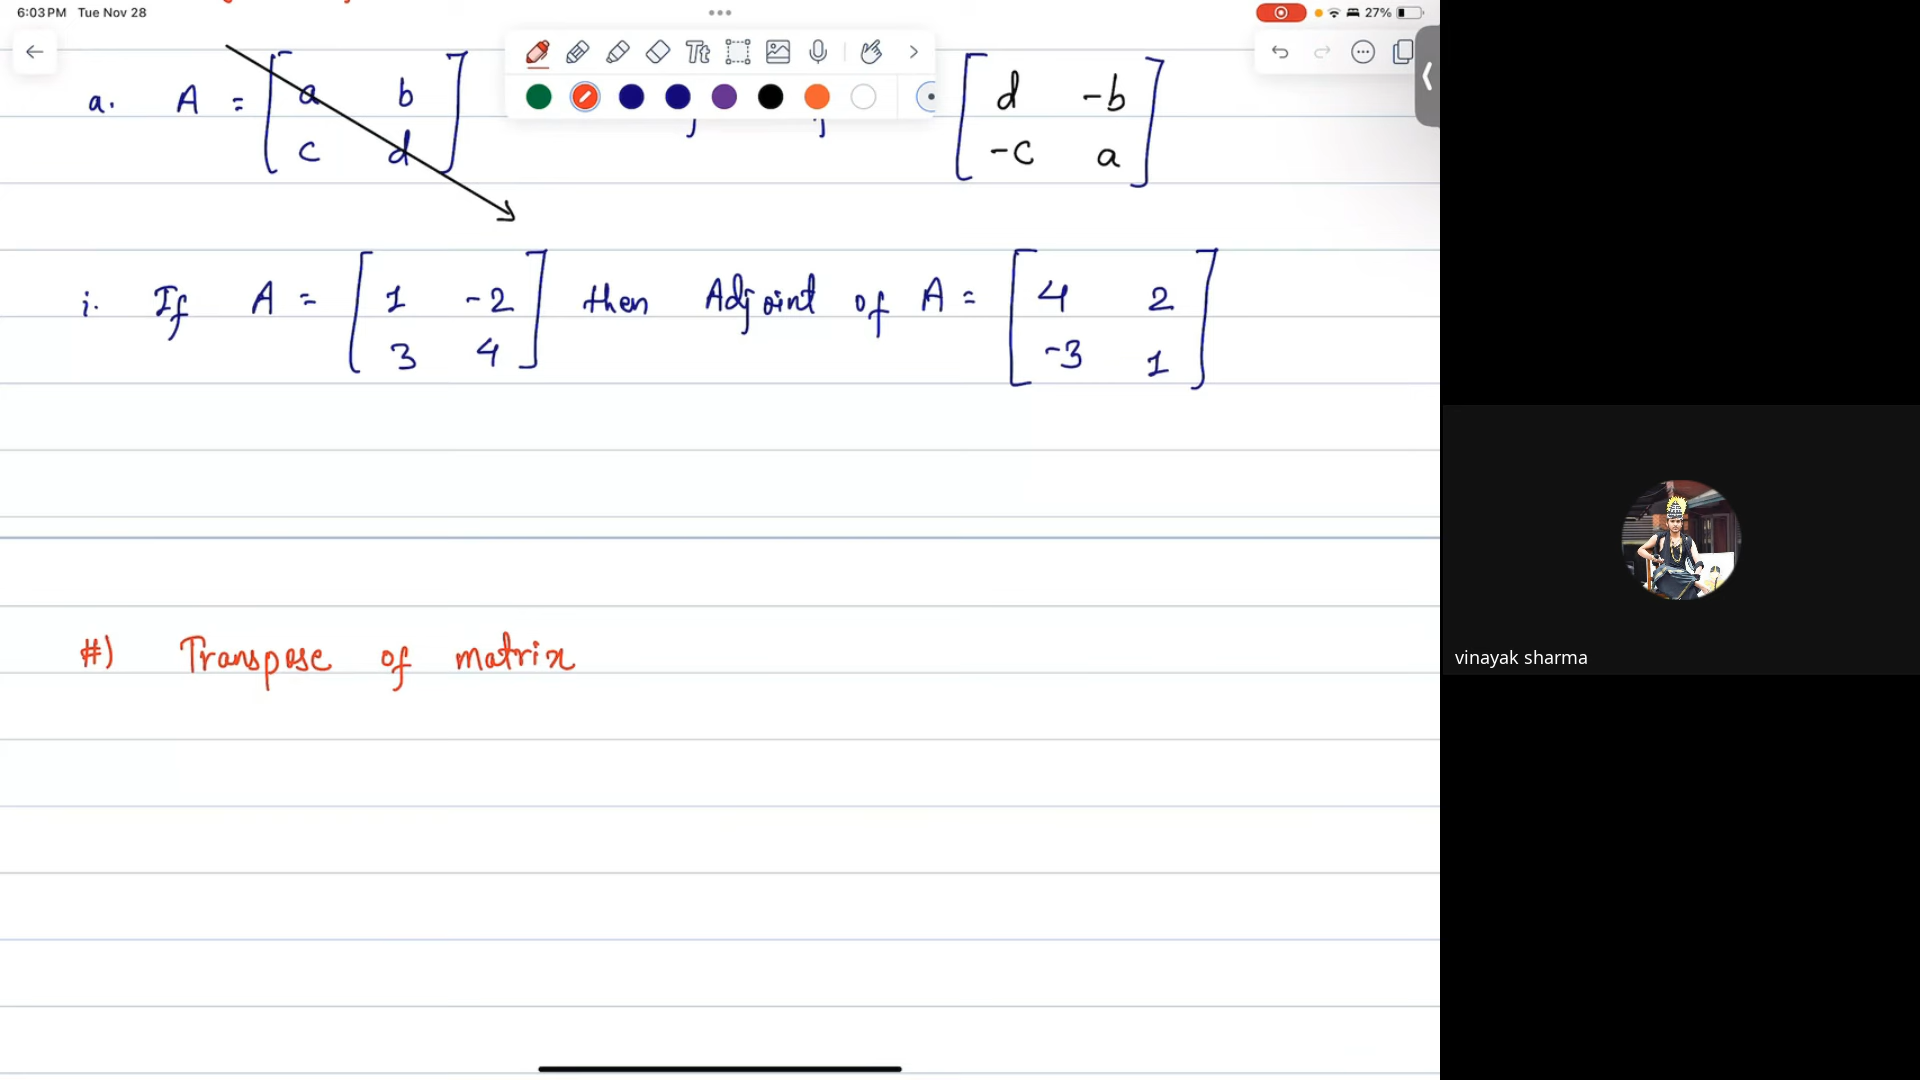 6:03 PM Tue Nov 28
27%
Tt
a. A = [ a b
c d ]
[ d -b
-c a ]
i. If A = [ 1 -2
3 4 ] then Adjoint of A = [ 4 2
-3 1 ]
#) Transpose of matrix
vinayak sharma